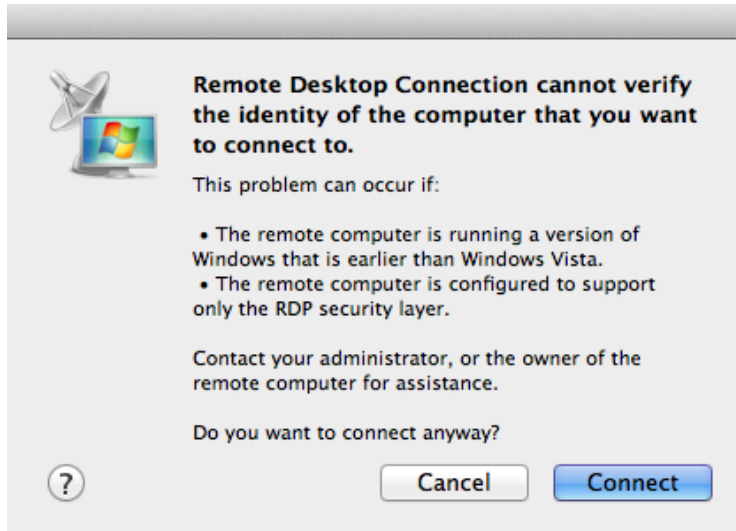 Remote Desktop Connection cannot verify
the identity of the computer that you want
to connect to.
This problem can occur if:
• The remote computer is running a version of
Windows that is earlier than Windows Vista.
• The remote computer is configured to support
only the RDP security layer.
Contact your administrator, or the owner of the
remote computer for assistance.
Do you want to connect anyway?
? Cancel Connect